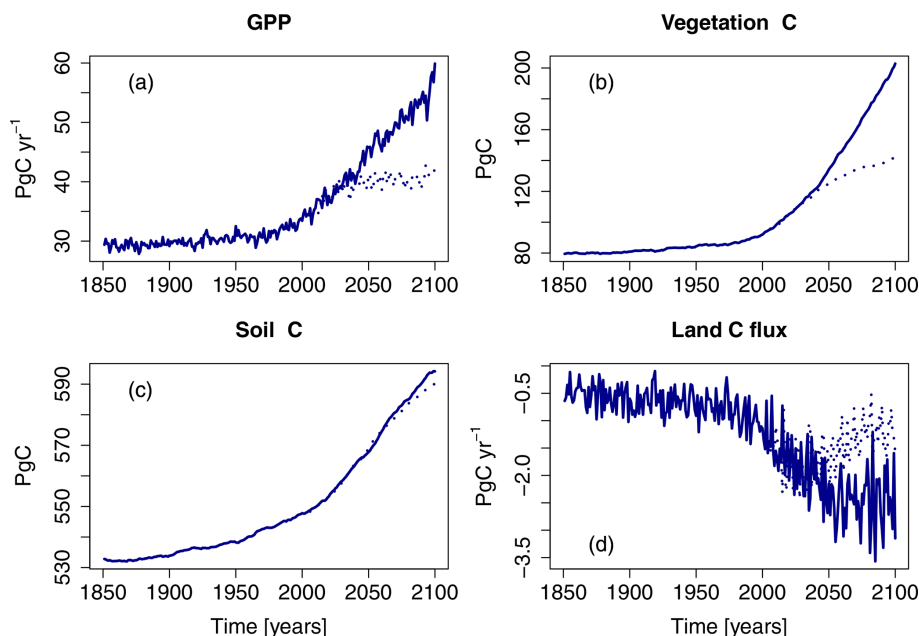 GPP
(a)
PgC yr⁻¹
30 40 50 60
1850 1900 1950 2000 2050 2100
Vegetation C
(b)
PgC
80 120 160 200
1850 1900 1950 2000 2050 2100
Soil C
(c)
PgC
530 550 570 590
1850 1900 1950 2000 2050 2100
Time [years]
Land C flux
(d)
PgC yr⁻¹
−3.5 −2.0 −0.5
1850 1900 1950 2000 2050 2100
Time [years]